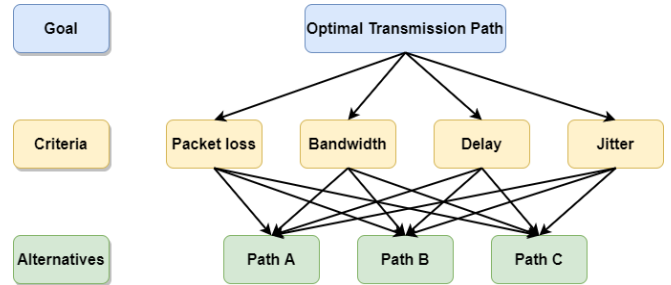 Goal
Optimal Transmission Path
Criteria
Packet loss
Bandwidth
Delay
Jitter
Alternatives
Path A
Path B
Path C